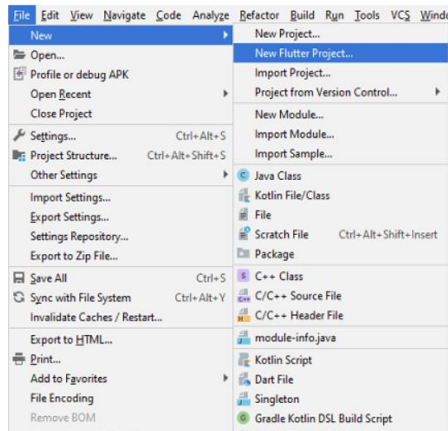 File Edit View Navigate Code Analyze Refactor Build Run Tools VCS Windo
New
Open...
Profile or debug APK
Open Recent
Close Project
Settings... Ctrl+Alt+S
Project Structure... Ctrl+Alt+Shift+S
Other Settings
Import Settings...
Export Settings...
Settings Repository...
Export to Zip File...
Save All Ctrl+S
Sync with File System Ctrl+Alt+Y
Invalidate Caches / Restart...
Export to HTML...
Print...
Add to Favorites
File Encoding
Remove BOM
New Project...
New Flutter Project...
Import Project...
Project from Version Control...
New Module...
Import Module...
Import Sample...
Java Class
Kotlin File/Class
File
Scratch File Ctrl+Alt+Shift+Insert
Package
C++ Class
C/C++ Source File
C/C++ Header File
module-info.java
Kotlin Script
Dart File
Singleton
Gradle Kotlin DSL Build Script